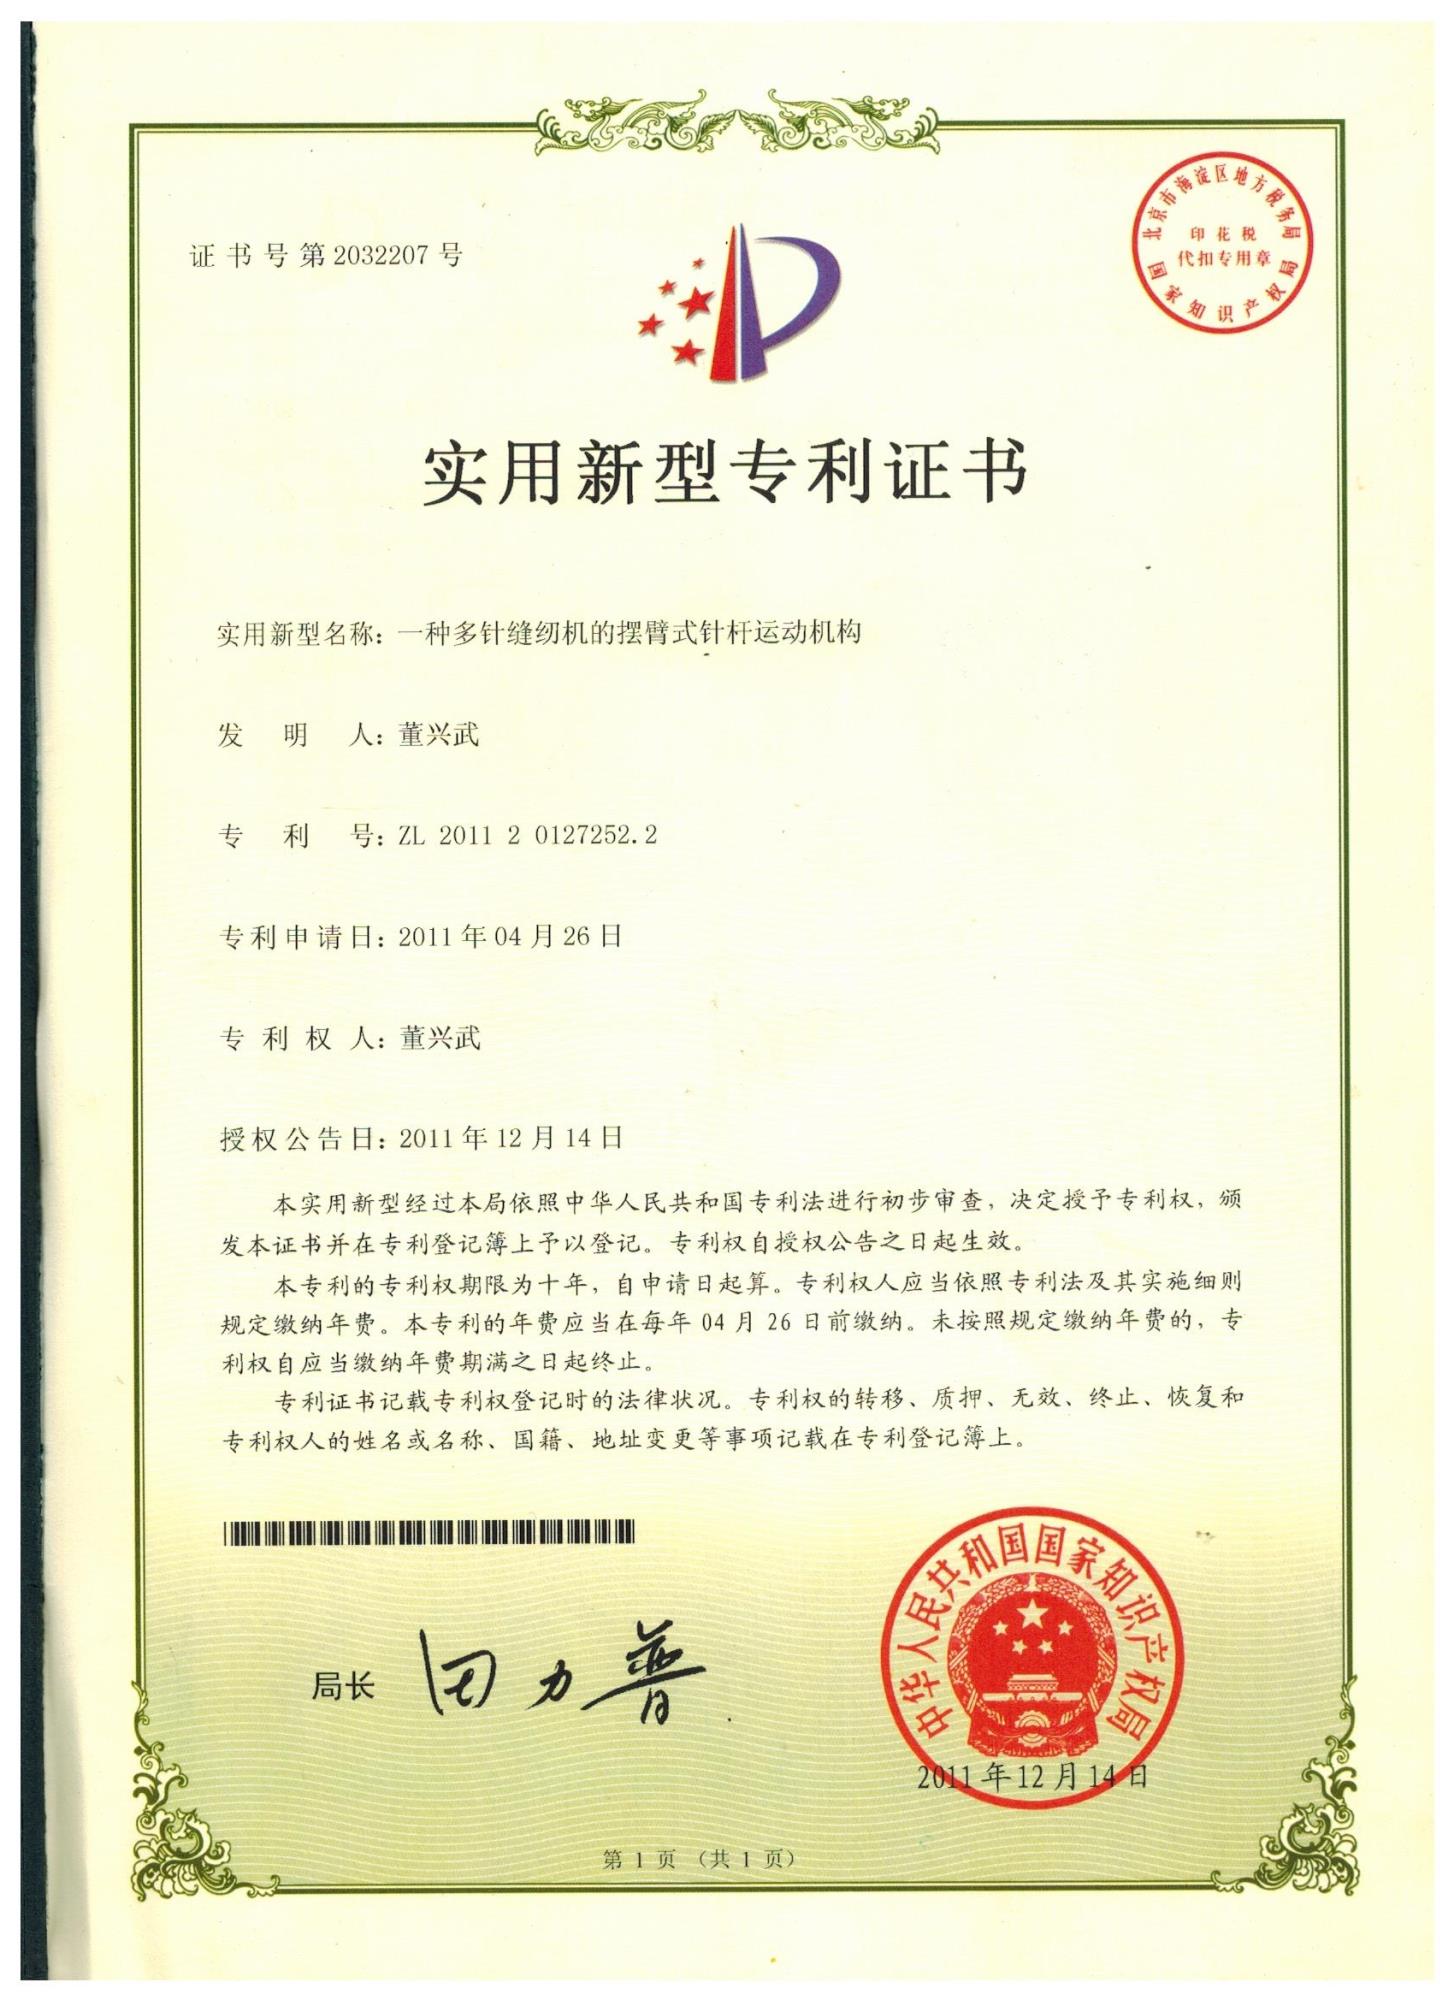 证书号第2032207号
北京市海淀区地方税务局
印花税
代扣专用章
国家知识产权局
实用新型专利证书
实用新型名称：一种多针缝纫机的摆臂式针杆运动机构
发明人：董兴武
专利号：ZL 2011 2 0127252.2
专利申请日：2011年04月26日
专利权人：董兴武
授权公告日：2011年12月14日
本实用新型经过本局依照中华人民共和国专利法进行初步审查，决定授予专利权，颁
发本证书并在专利登记簿上予以登记。专利权自授权公告之日起生效。
本专利的专利权期限为十年，自申请日起算。专利权人应当依照专利法及其实施细则
规定缴纳年费。本专利的年费应当在每年04月26日前缴纳。未按照规定缴纳年费的，专
利权自应当缴纳年费期满之日起终止。
专利证书记载专利权登记时的法律状况。专利权的转移、质押、无效、终止、恢复和
专利权人的姓名或名称、国籍、地址变更等事项记载在专利登记簿上。
局长 田力普
中华人民共和国国家知识产权局
2011年12月14日
第1页（共1页）